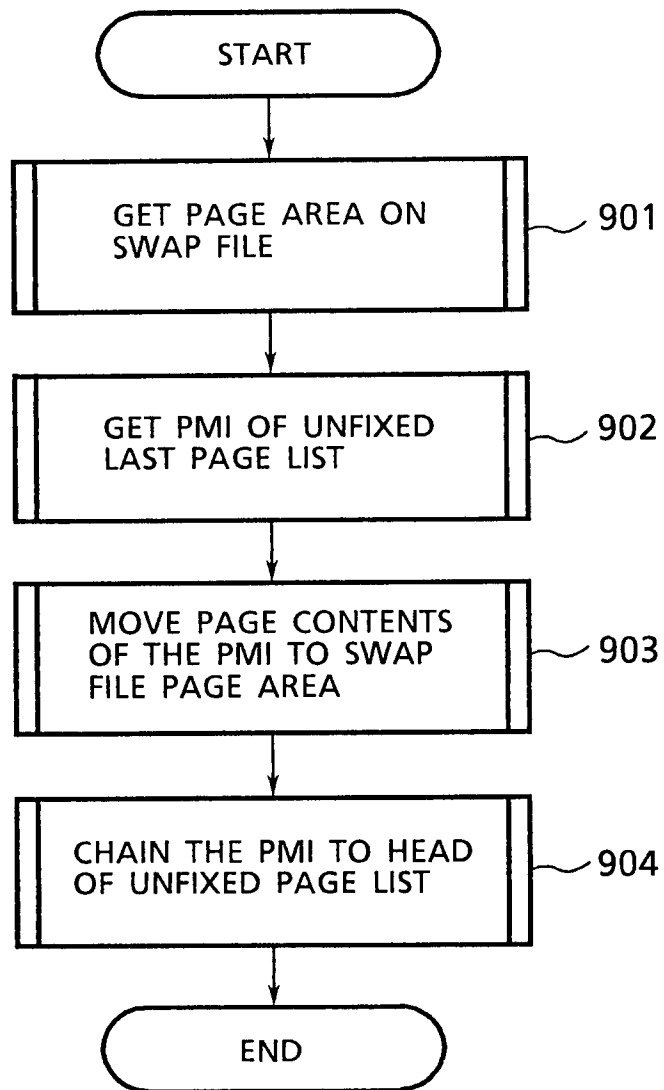 START
GET PAGE AREA ON
SWAP FILE
901
GET PMI OF UNFIXED
LAST PAGE LIST
902
MOVE PAGE CONTENTS
OF THE PMI TO SWAP
FILE PAGE AREA
903
CHAIN THE PMI TO HEAD
OF UNFIXED PAGE LIST
904
END